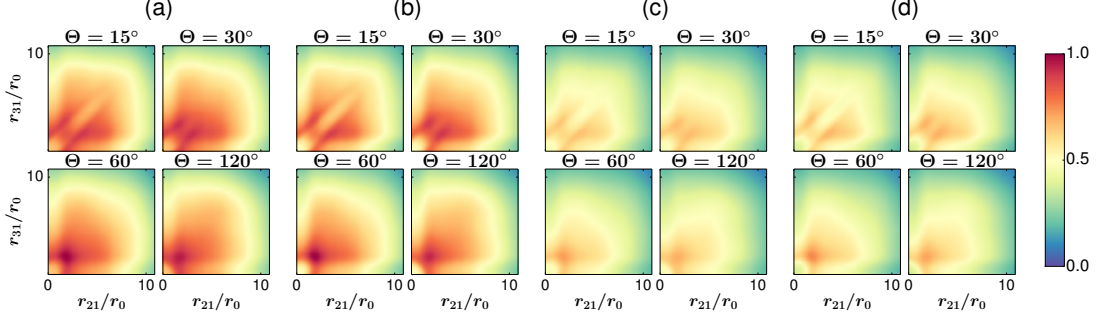 (a) (b) (c) (d)
Θ = 15° Θ = 30° Θ = 15° Θ = 30° Θ = 15° Θ = 30° Θ = 15° Θ = 30°
10 1.0
r31/r0
Θ = 60° Θ = 120° Θ = 60° Θ = 120° Θ = 60° Θ = 120° Θ = 60° Θ = 120°
10 0.5
r31/r0
0.0
0 10 0 10 0 10 0 10 0 10 0 10 0 10 0 10
r21/r0 r21/r0 r21/r0 r21/r0 r21/r0 r21/r0 r21/r0 r21/r0